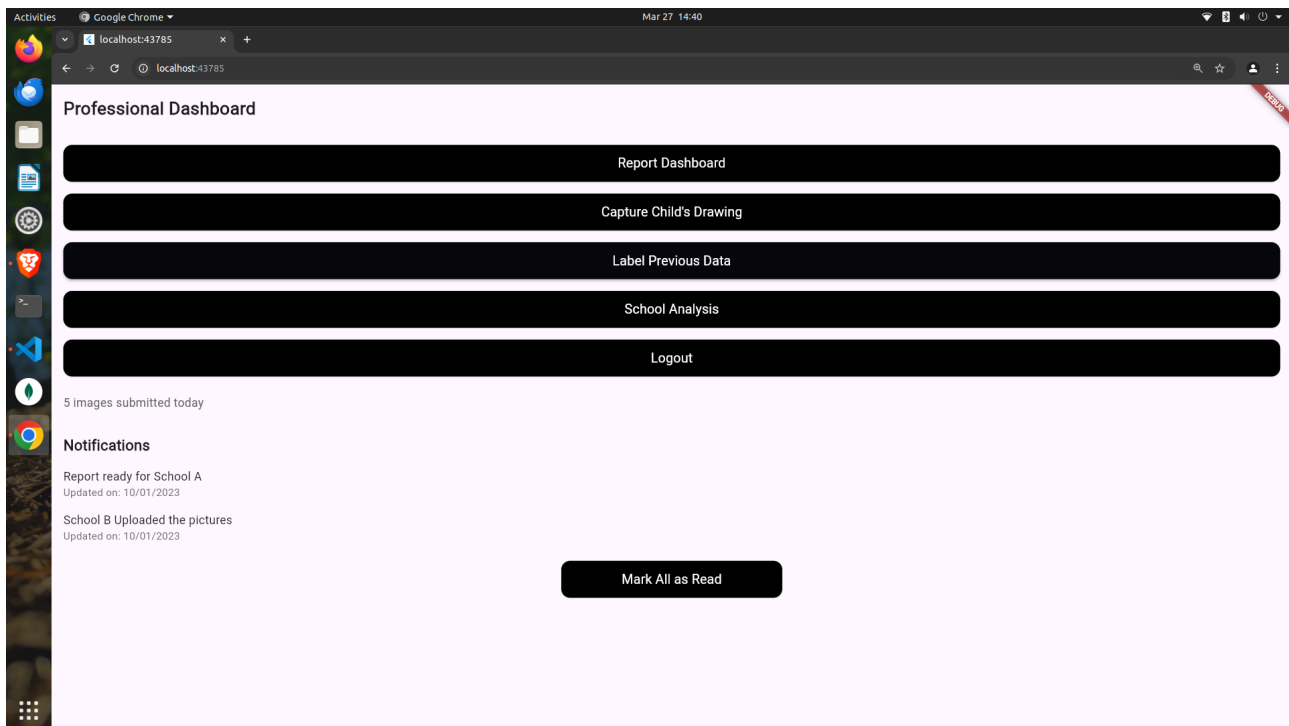 Activities
Google Chrome
Mar 27 14:40
localhost:43785
localhost:43785
DEBUG
Professional Dashboard
Report Dashboard
Capture Child's Drawing
Label Previous Data
School Analysis
Logout
5 images submitted today
Notifications
Report ready for School A
Updated on: 10/01/2023
School B Uploaded the pictures
Updated on: 10/01/2023
Mark All as Read